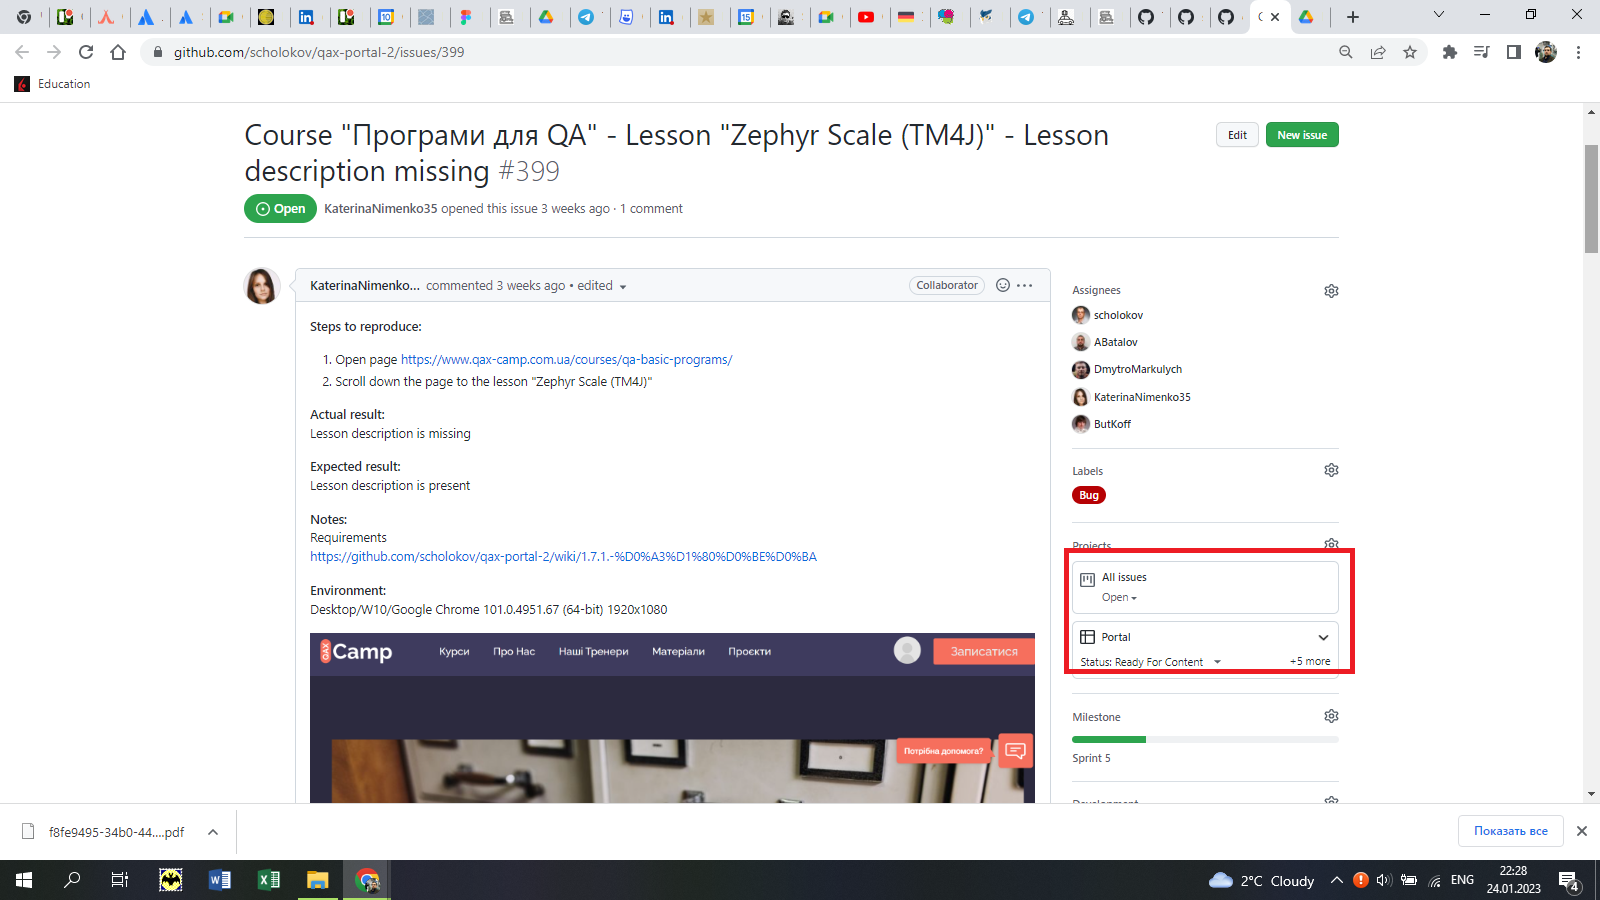 github.com/scholokov/qax-portal-2/issues/399
Education
Course "Програми для QA" - Lesson "Zephyr Scale (TM4J)" - Lesson
description missing #399
Edit
New issue
Open
KaterinaNimenko35 opened this issue 3 weeks ago · 1 comment
KaterinaNimenko... commented 3 weeks ago • edited
Collaborator
Steps to reproduce:
1. Open page https://www.qax-camp.com.ua/courses/qa-basic-programs/
2. Scroll down the page to the lesson "Zephyr Scale (TM4J)"
Actual result:
Lesson description is missing
Expected result:
Lesson description is present
Notes:
Requirements
https://github.com/scholokov/qax-portal-2/wiki/1.7.1.-%D0%A3%D1%80%D0%BE%D0%BA
Environment:
Desktop/W10/Google Chrome 101.0.4951.67 (64-bit) 1920x1080
QAX Camp
Курси
Про Нас
Наші Тренери
Матеріали
Проєкти
Записатися
Потрібна допомога?
Assignees
scholokov
ABatalov
DmytroMarkulych
KaterinaNimenko35
ButKoff
Labels
Bug
Projects
All issues
Open
Portal
Status: Ready For Content
+5 more
Milestone
Sprint 5
Development
f8fe9495-34b0-44....pdf
Показать все
2°C Cloudy
ENG
22:28
24.01.2023
4